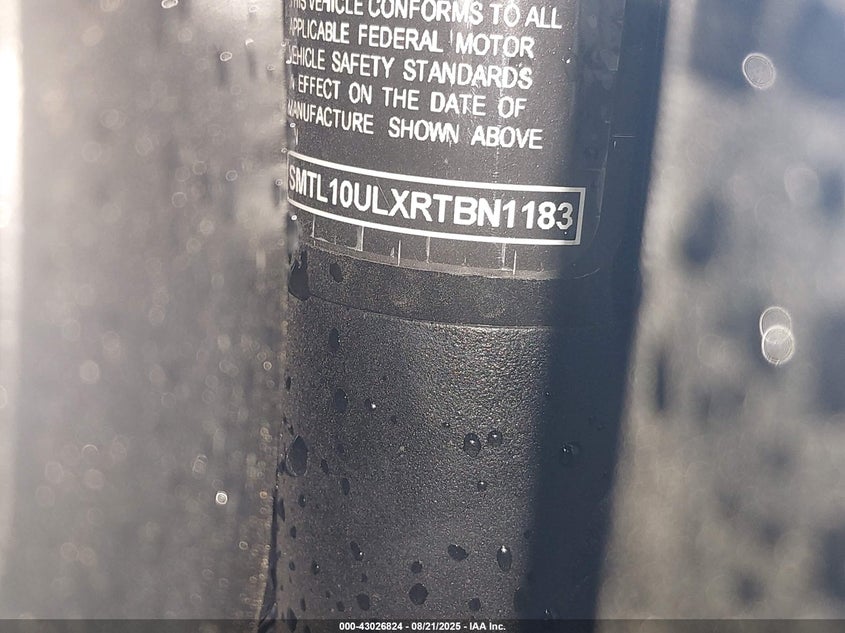 THIS VEHICLE CONFORMS TO ALL
APPLICABLE FEDERAL MOTOR
VEHICLE SAFETY STANDARDS
EFFECT ON THE DATE OF
MANUFACTURE SHOWN ABOVE
SMTL10ULXRTBN1183
000-43026824 - 08/21/2025 - IAA Inc.